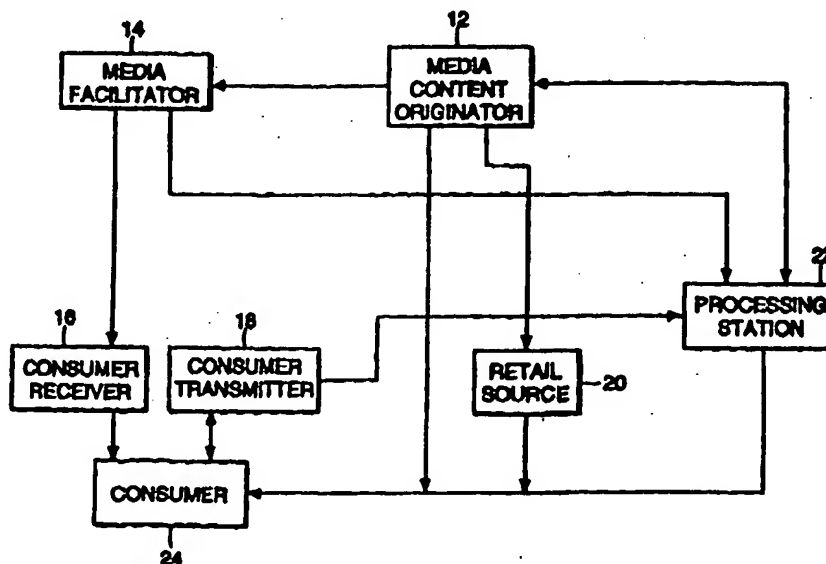 14
12
MEDIA
FACILITATOR
MEDIA
CONTENT
ORIGINATOR
PROCESSING
STATION
16
18
CONSUMER
RECEIVER
CONSUMER
TRANSMITTER
RETAIL
SOURCE
20
CONSUMER
24